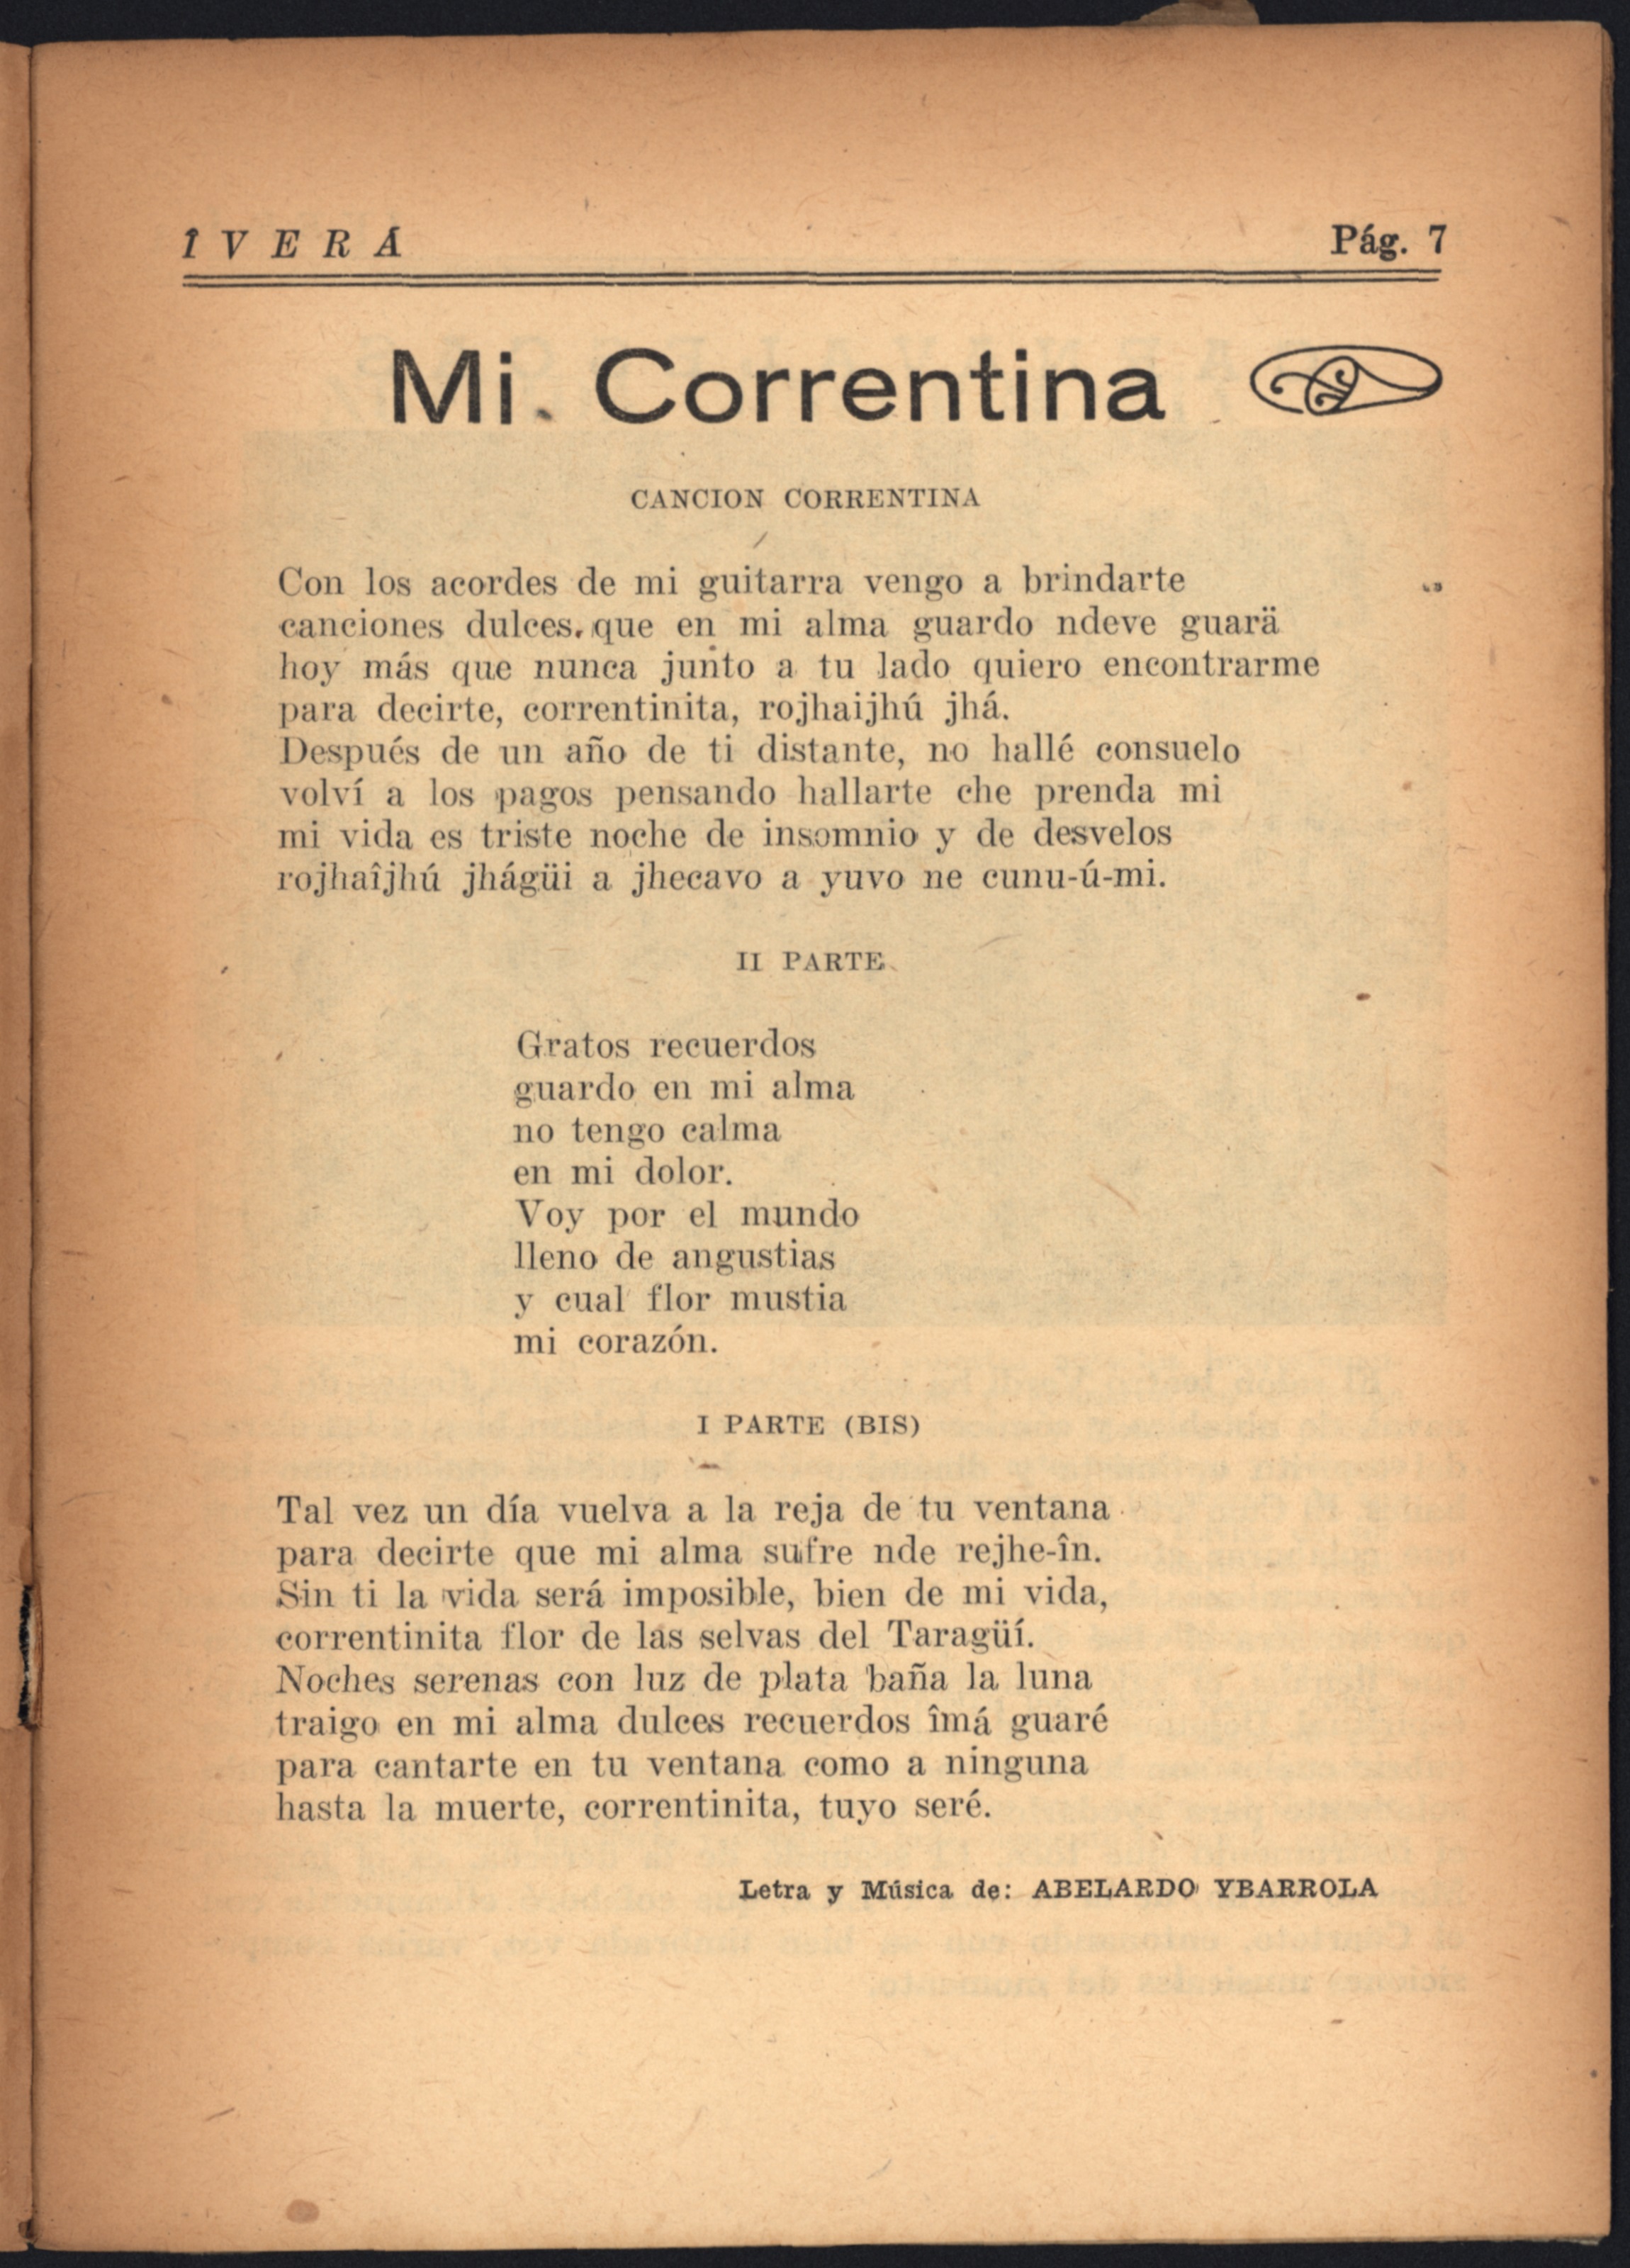 Î V E R Á
Pág. 7
Mi Correntina
CANCION CORRENTINA
Con los acordes de mi guitarra vengo a brindarte
canciones dulces, que en mi alma guardo ndeve guarä
hoy más que nunca junto a tu lado quiero encontrarme
para decirte, correntinita, rojhaijhú jhá.
Después de un año de ti distante, no hallé consuelo
volví a los pagos pensando hallarte che prenda mi
mi vida es triste noche de insomnio y de desvelos
rojhaîjhú jhágüi a jhecavo a yuvo ne cunu-ú-mi.
II PARTE
Gratos recuerdos
guardo en mi alma
no tengo calma
en mi dolor.
Voy por el mundo
lleno de angustias
y cual flor mustia
mi corazón.
I PARTE (BIS)
Tal vez un día vuelva a la reja de tu ventana
para decirte que mi alma sufre nde rejhe-în.
Sin ti la vida será imposible, bien de mi vida,
correntinita flor de las selvas del Taragüí.
Noches serenas con luz de plata baña la luna
traigo en mi alma dulces recuerdos îmá guaré
para cantarte en tu ventana como a ninguna
hasta la muerte, correntinita, tuyo seré.
Letra y Música de: ABELARDO YBARROLA